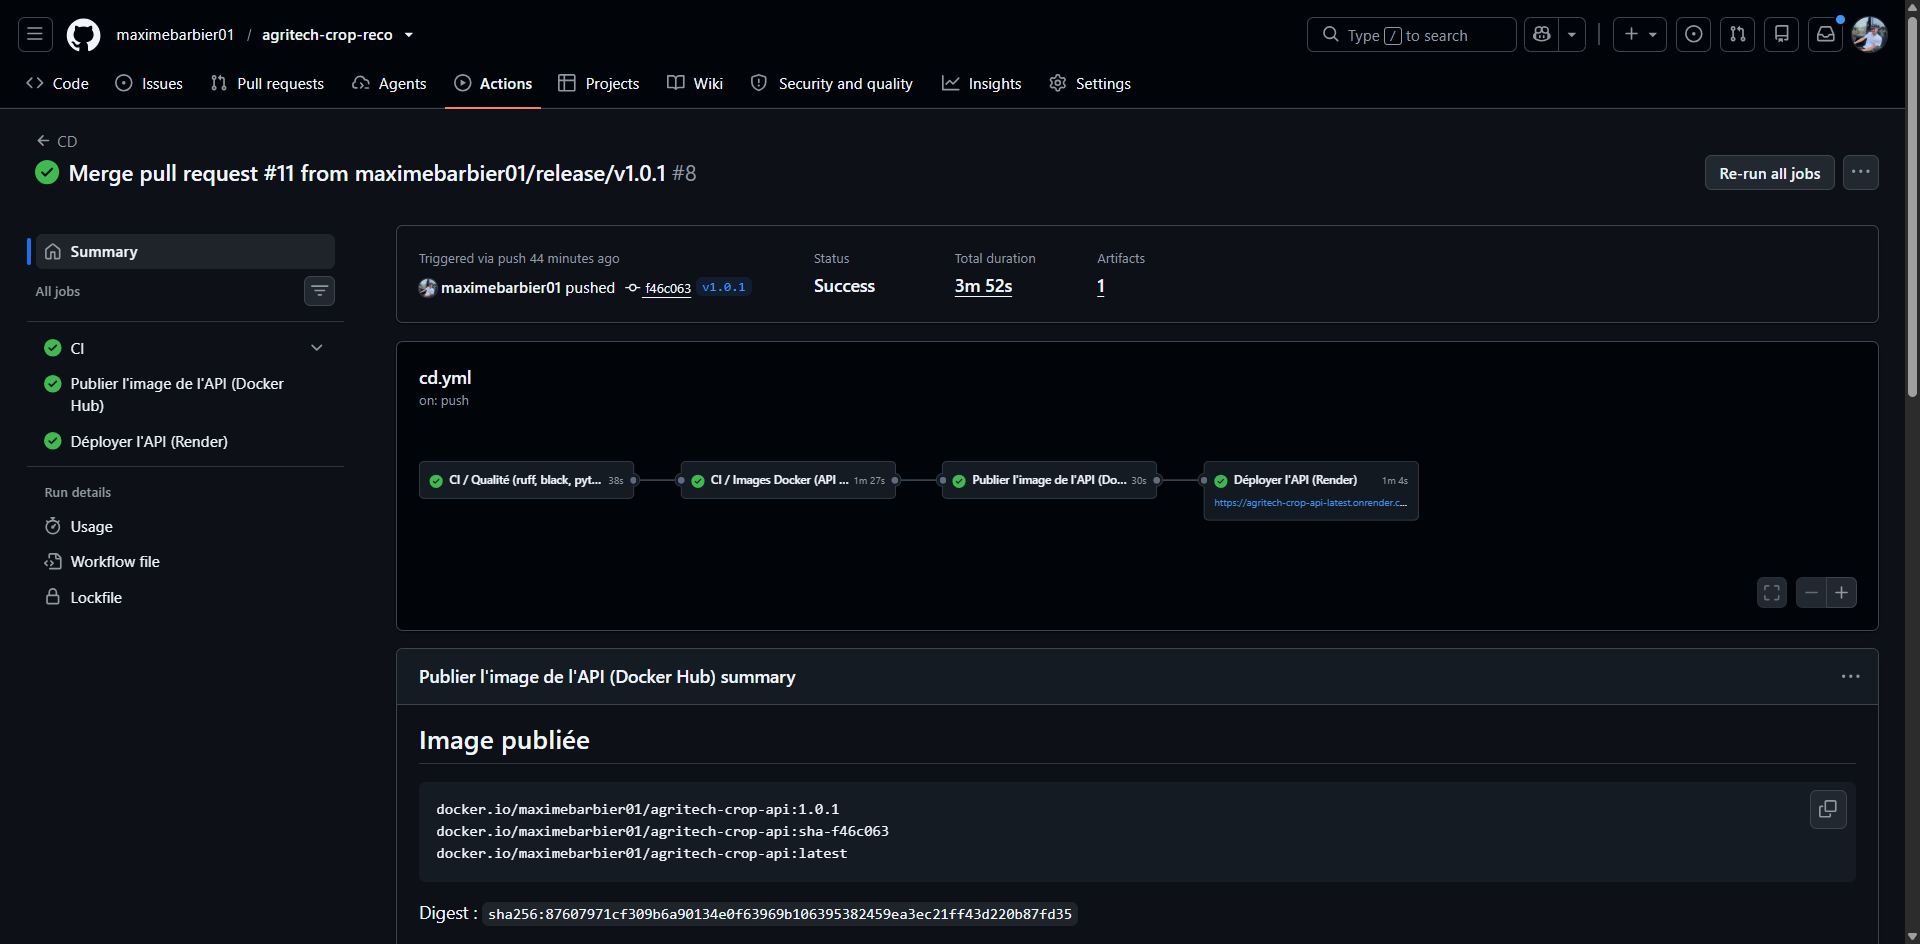 maximebarbier01 / agritech-crop-reco
Type / to search
Code
Issues
Pull requests
Agents
Actions
Projects
Wiki
Security and quality
Insights
Settings
CD
Merge pull request #11 from maximebarbier01/release/v1.0.1 #8
Re-run all jobs
Summary
All jobs
CI
Publier l'image de l'API (Docker
Hub)
Déployer l'API (Render)
Run details
Usage
Workflow file
Lockfile
Triggered via push 44 minutes ago
maximebarbier01 pushed f46c063 v1.0.1
Status
Success
Total duration
3m 52s
Artifacts
1
cd.yml
on: push
CI / Qualité (ruff, black, pyt... 38s
CI / Images Docker (API ... 1m 27s
Publier l'image de l'API (Do... 30s
Déployer l'API (Render) 1m 4s
https://agritech-crop-api-latest.onrender.c...
Publier l'image de l'API (Docker Hub) summary
Image publiée
docker.io/maximebarbier01/agritech-crop-api:1.0.1
docker.io/maximebarbier01/agritech-crop-api:sha-f46c063
docker.io/maximebarbier01/agritech-crop-api:latest
Digest : sha256:87607971cf309b6a90134e0f63969b106395382459ea3ec21ff43d220b87fd35